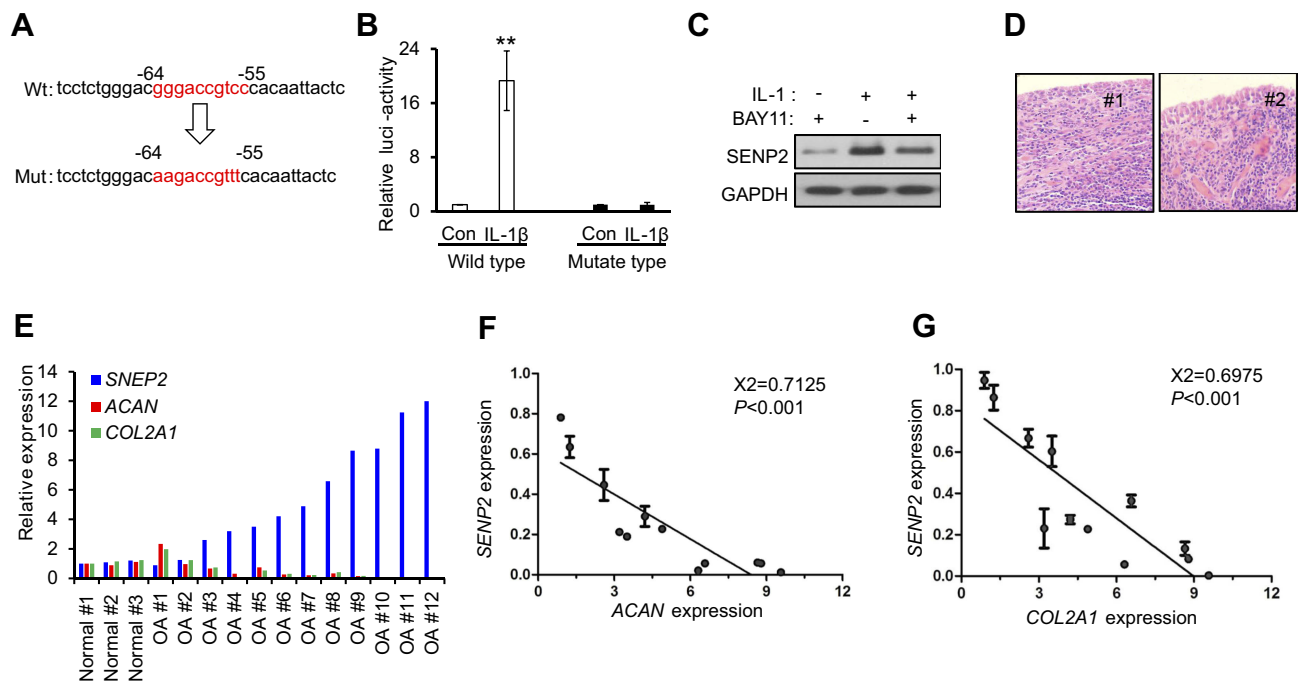 A
-64 -55
Wt: tcctctgggacgggaccgtcccacaattactc
-64 -55
Mut: tcctctgggacaagaccgtttcacaattactc
B
Relative luci -activity
24
16
8
0
**
Con IL-1β Con IL-1β
Wild type Mutate type
C
IL-1 : - + +
BAY11: + - +
SENP2
GAPDH
D
#1 #2
E
Relative expression
14
12
10
8
6
4
2
0
SNEP2
ACAN
COL2A1
Normal #1
Normal #2
Normal #3
OA #1
OA #2
OA #3
OA #4
OA #5
OA #6
OA #7
OA #8
OA #9
OA #10
OA #11
OA #12
F
SENP2 expression
1.0
0.8
0.6
0.4
0.2
0.0
X2=0.7125
P<0.001
0 3 6 9 12
ACAN expression
G
SENP2 expression
1.0
0.8
0.6
0.4
0.2
0.0
X2=0.6975
P<0.001
0 3 6 9 12
COL2A1 expression